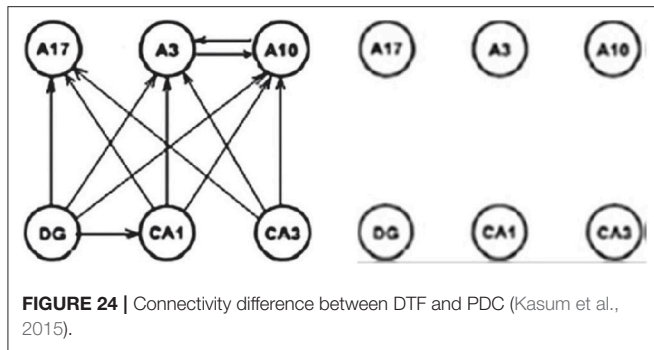 A17 A3 A10 A17 A3 A10
DG CA1 CA3 DG CA1 CA3
FIGURE 24 | Connectivity difference between DTF and PDC (Kasum et al.,
2015).